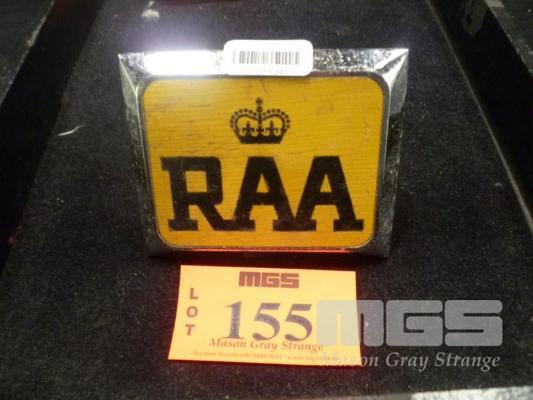 RAA
MGS
LOT
155
Mason Gray Strange
MGS
Mason Gray Strange